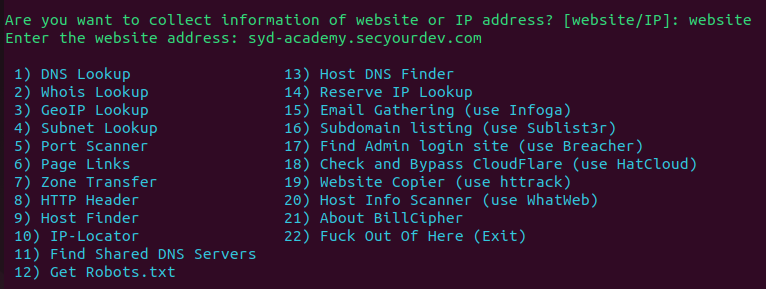 Are you want to collect information of website or IP address? [website/IP]: website
Enter the website address: syd-academy.secyourdev.com
1) DNS Lookup 13) Host DNS Finder
2) Whois Lookup 14) Reserve IP Lookup
3) GeoIP Lookup 15) Email Gathering (use Infoga)
4) Subnet Lookup 16) Subdomain listing (use Sublist3r)
5) Port Scanner 17) Find Admin login site (use Breacher)
6) Page Links 18) Check and Bypass CloudFlare (use HatCloud)
7) Zone Transfer 19) Website Copier (use httrack)
8) HTTP Header 20) Host Info Scanner (use WhatWeb)
9) Host Finder 21) About BillCipher
10) IP-Locator 22) Fuck Out Of Here (Exit)
11) Find Shared DNS Servers
12) Get Robots.txt